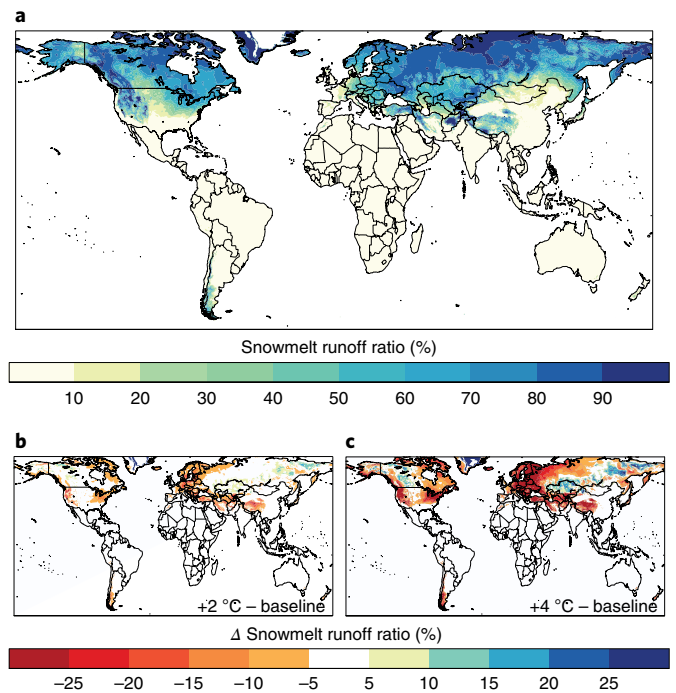 a
Snowmelt runoff ratio (%)
10 20 30 40 50 60 70 80 90
b c
+2 °C – baseline +4 °C – baseline
Δ Snowmelt runoff ratio (%)
–25 –20 –15 –10 –5 5 10 15 20 25